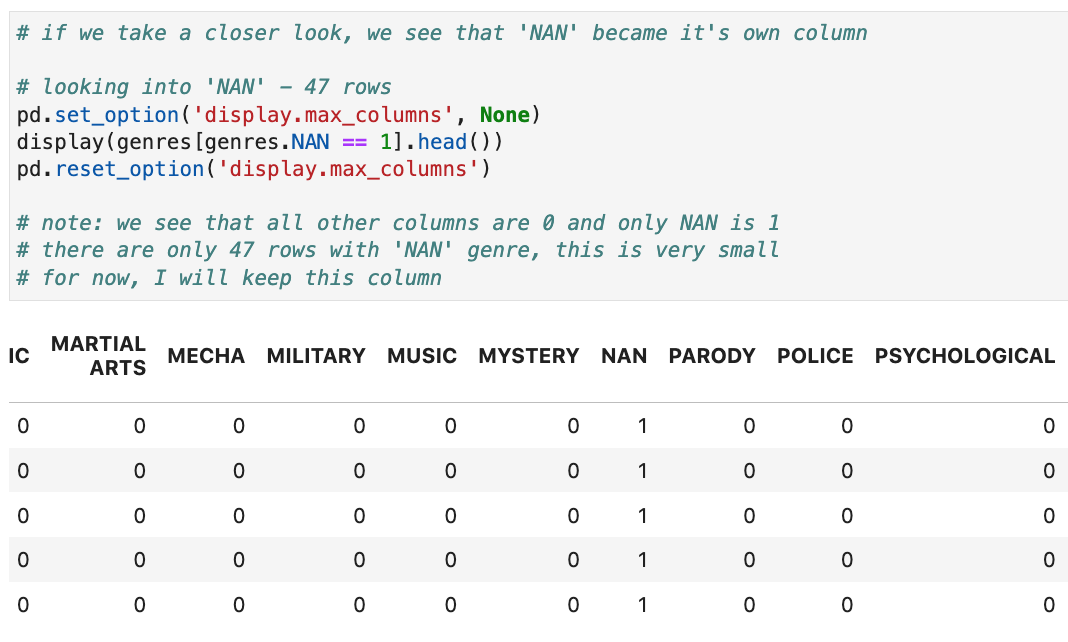 # if we take a closer look, we see that 'NAN' became it's own column
# looking into 'NAN' – 47 rows
pd.set_option('display.max_columns', None)
display(genres[genres.NAN == 1].head())
pd.reset_option('display.max_columns')
# note: we see that all other columns are 0 and only NAN is 1
# there are only 47 rows with 'NAN' genre, this is very small
# for now, I will keep this column
IC MARTIAL ARTS MECHA MILITARY MUSIC MYSTERY NAN PARODY POLICE PSYCHOLOGICAL
0 0 0 0 0 0 1 0 0 0
0 0 0 0 0 0 1 0 0 0
0 0 0 0 0 0 1 0 0 0
0 0 0 0 0 0 1 0 0 0
0 0 0 0 0 0 1 0 0 0